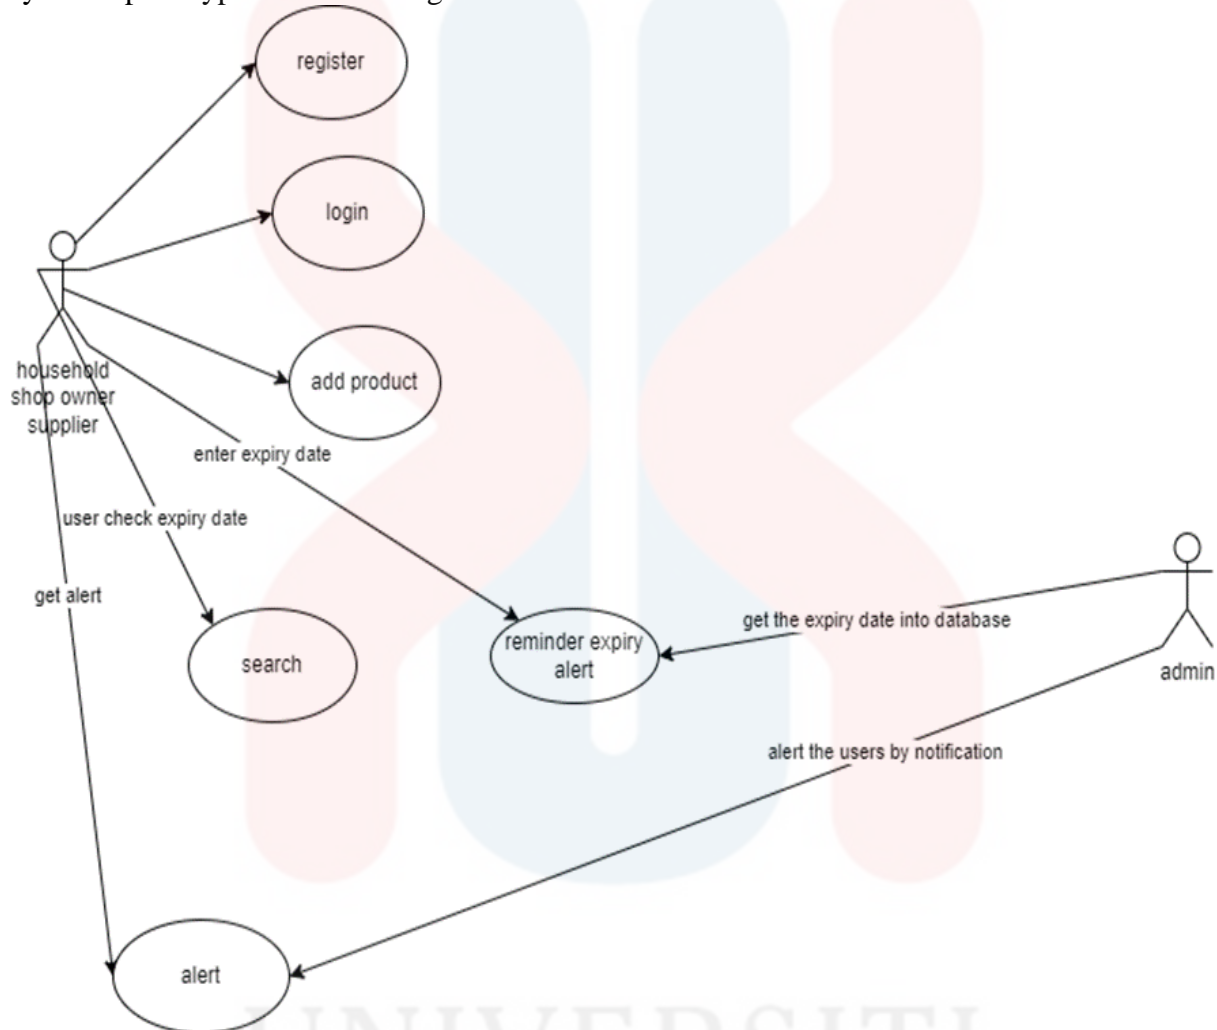 register
login
household
shop owner
supplier
add product
enter expiry date
user check expiry date
get alert
search
reminder expiry
alert
get the expiry date into database
admin
alert the users by notification
alert
UNIVERSITI